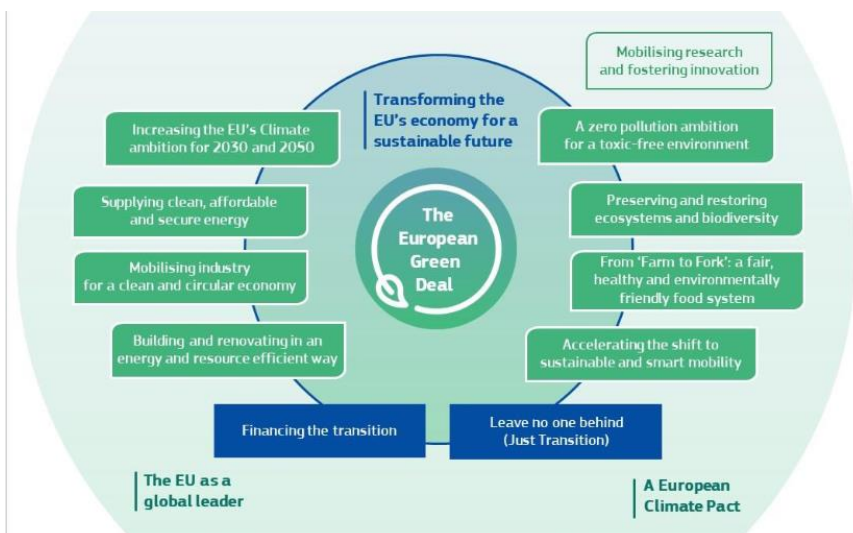 Mobilising research
and fostering innovation
Transforming the
EU's economy for a
sustainable future
Increasing the EU's Climate
ambition for 2030 and 2050
A zero pollution ambition
for a toxic-free environment
Supplying clean, affordable
and secure energy
Preserving and restoring
ecosystems and biodiversity
The
European
Green
Deal
Mobilising industry
for a clean and circular economy
From ‘Farm to Fork’: a fair,
healthy and environmentally
friendly food system
Building and renovating in an
energy and resource efficient way
Accelerating the shift to
sustainable and smart mobility
Financing the transition
Leave no one behind
(Just Transition)
The EU as a
global leader
A European
Climate Pact